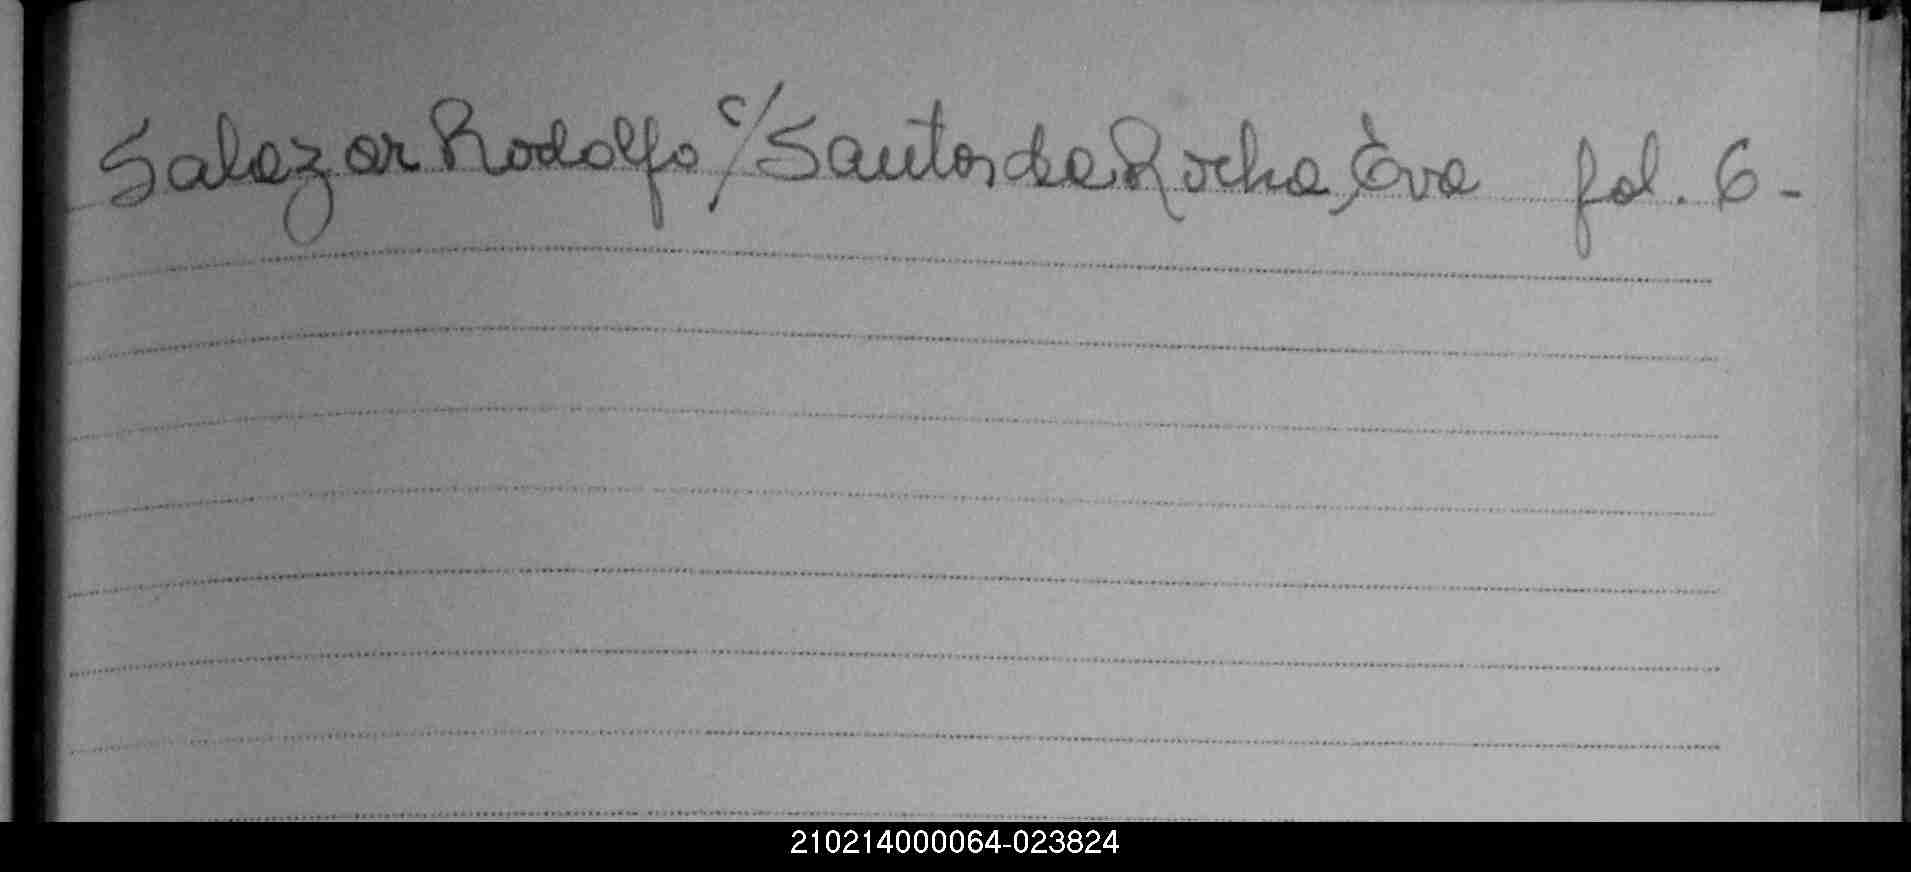 Salazar Rodolfo c/ Santos da Rocha, Eva fol. 6-
210214000064-023824